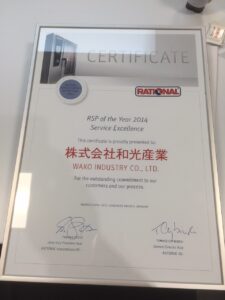 CERTIFICATE
RATIONAL
RSP of the Year 2014
Service Excellence
This certificate is proudly presented to:
株式会社和光産業
WAKO INDUSTRY CO., LTD.
For the outstanding commitment to our
customers and our process.